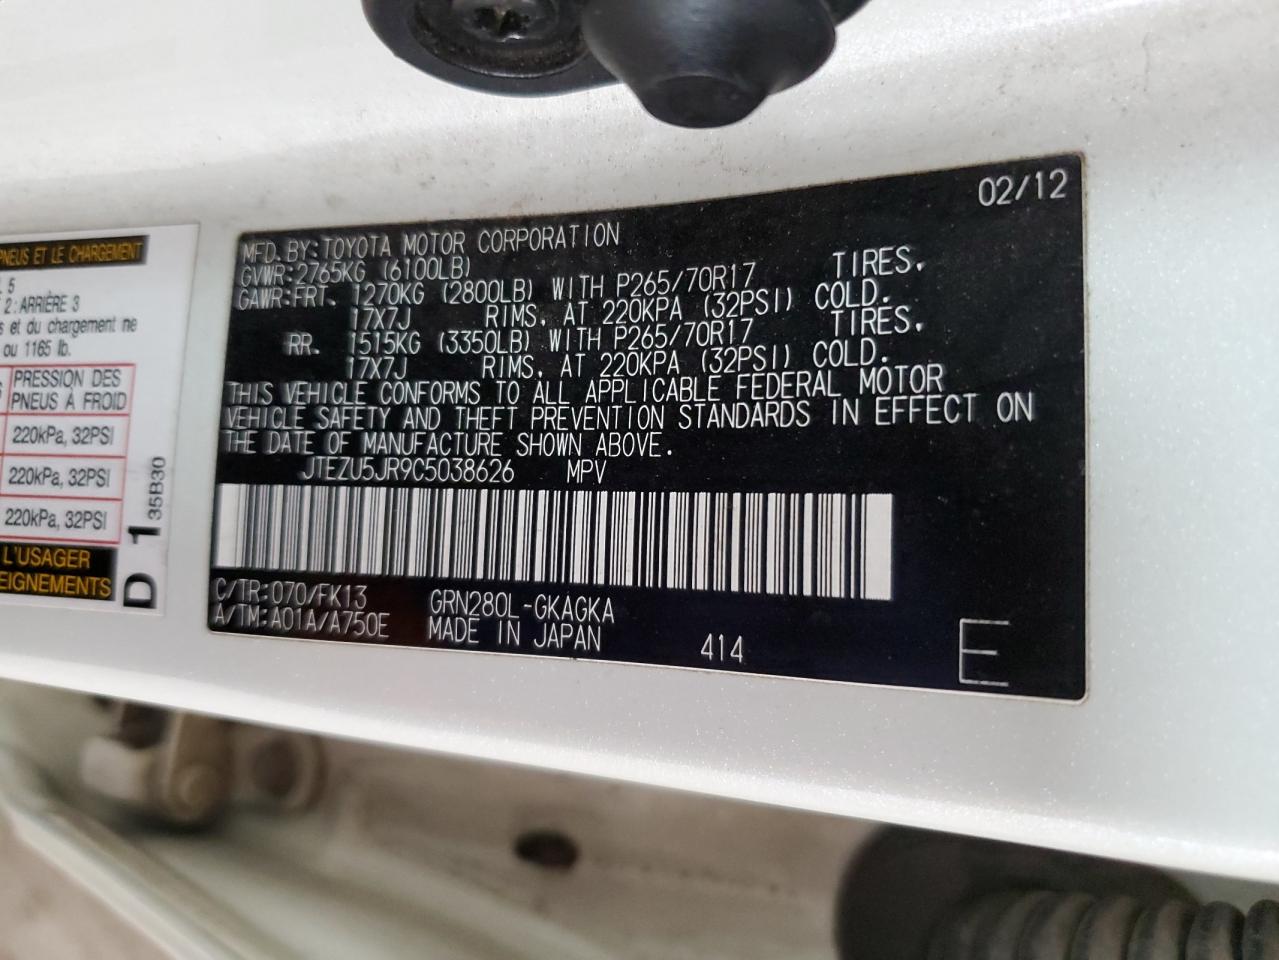 PNEUS ET LE CHARGEMENT
5
2 : ARRIÈRE 3
s et du chargement ne
ou 1165 lb.
PRESSION DES
PNEUS À FROID
220kPa, 32PSI
220kPa, 32PSI
220kPa, 32PSI
L'USAGER
EIGNEMENTS
D 1 35B30
02/12
MFD. BY: TOYOTA MOTOR CORPORATION
GVWR: 2765KG (6100LB)
GAWR: FRT. 1270KG (2800LB) WITH P265/70R17 TIRES,
17X7J RIMS, AT 220KPA (32PSI) COLD.
RR. 1515KG (3350LB) WITH P265/70R17 TIRES,
17X7J RIMS, AT 220KPA (32PSI) COLD.
THIS VEHICLE CONFORMS TO ALL APPLICABLE FEDERAL MOTOR
VEHICLE SAFETY AND THEFT PREVENTION STANDARDS IN EFFECT ON
THE DATE OF MANUFACTURE SHOWN ABOVE.
JTEZU5JR9C5038626 MPV
C/TR: 070/FK13 GRN280L-GKAGKA
A/TM: A01A/A750E MADE IN JAPAN 414 E